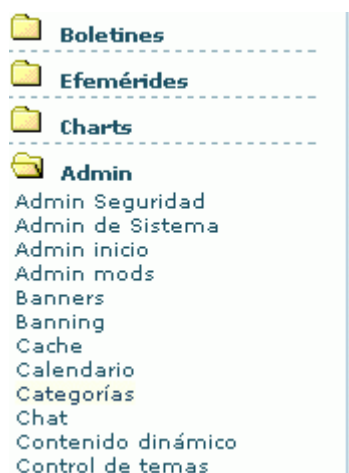 Boletines
Efemérides
Charts
Admin
Admin Seguridad
Admin de Sistema
Admin inicio
Admin mods
Banners
Banning
Cache
Calendario
Categorías
Chat
Contenido dinámico
Control de temas